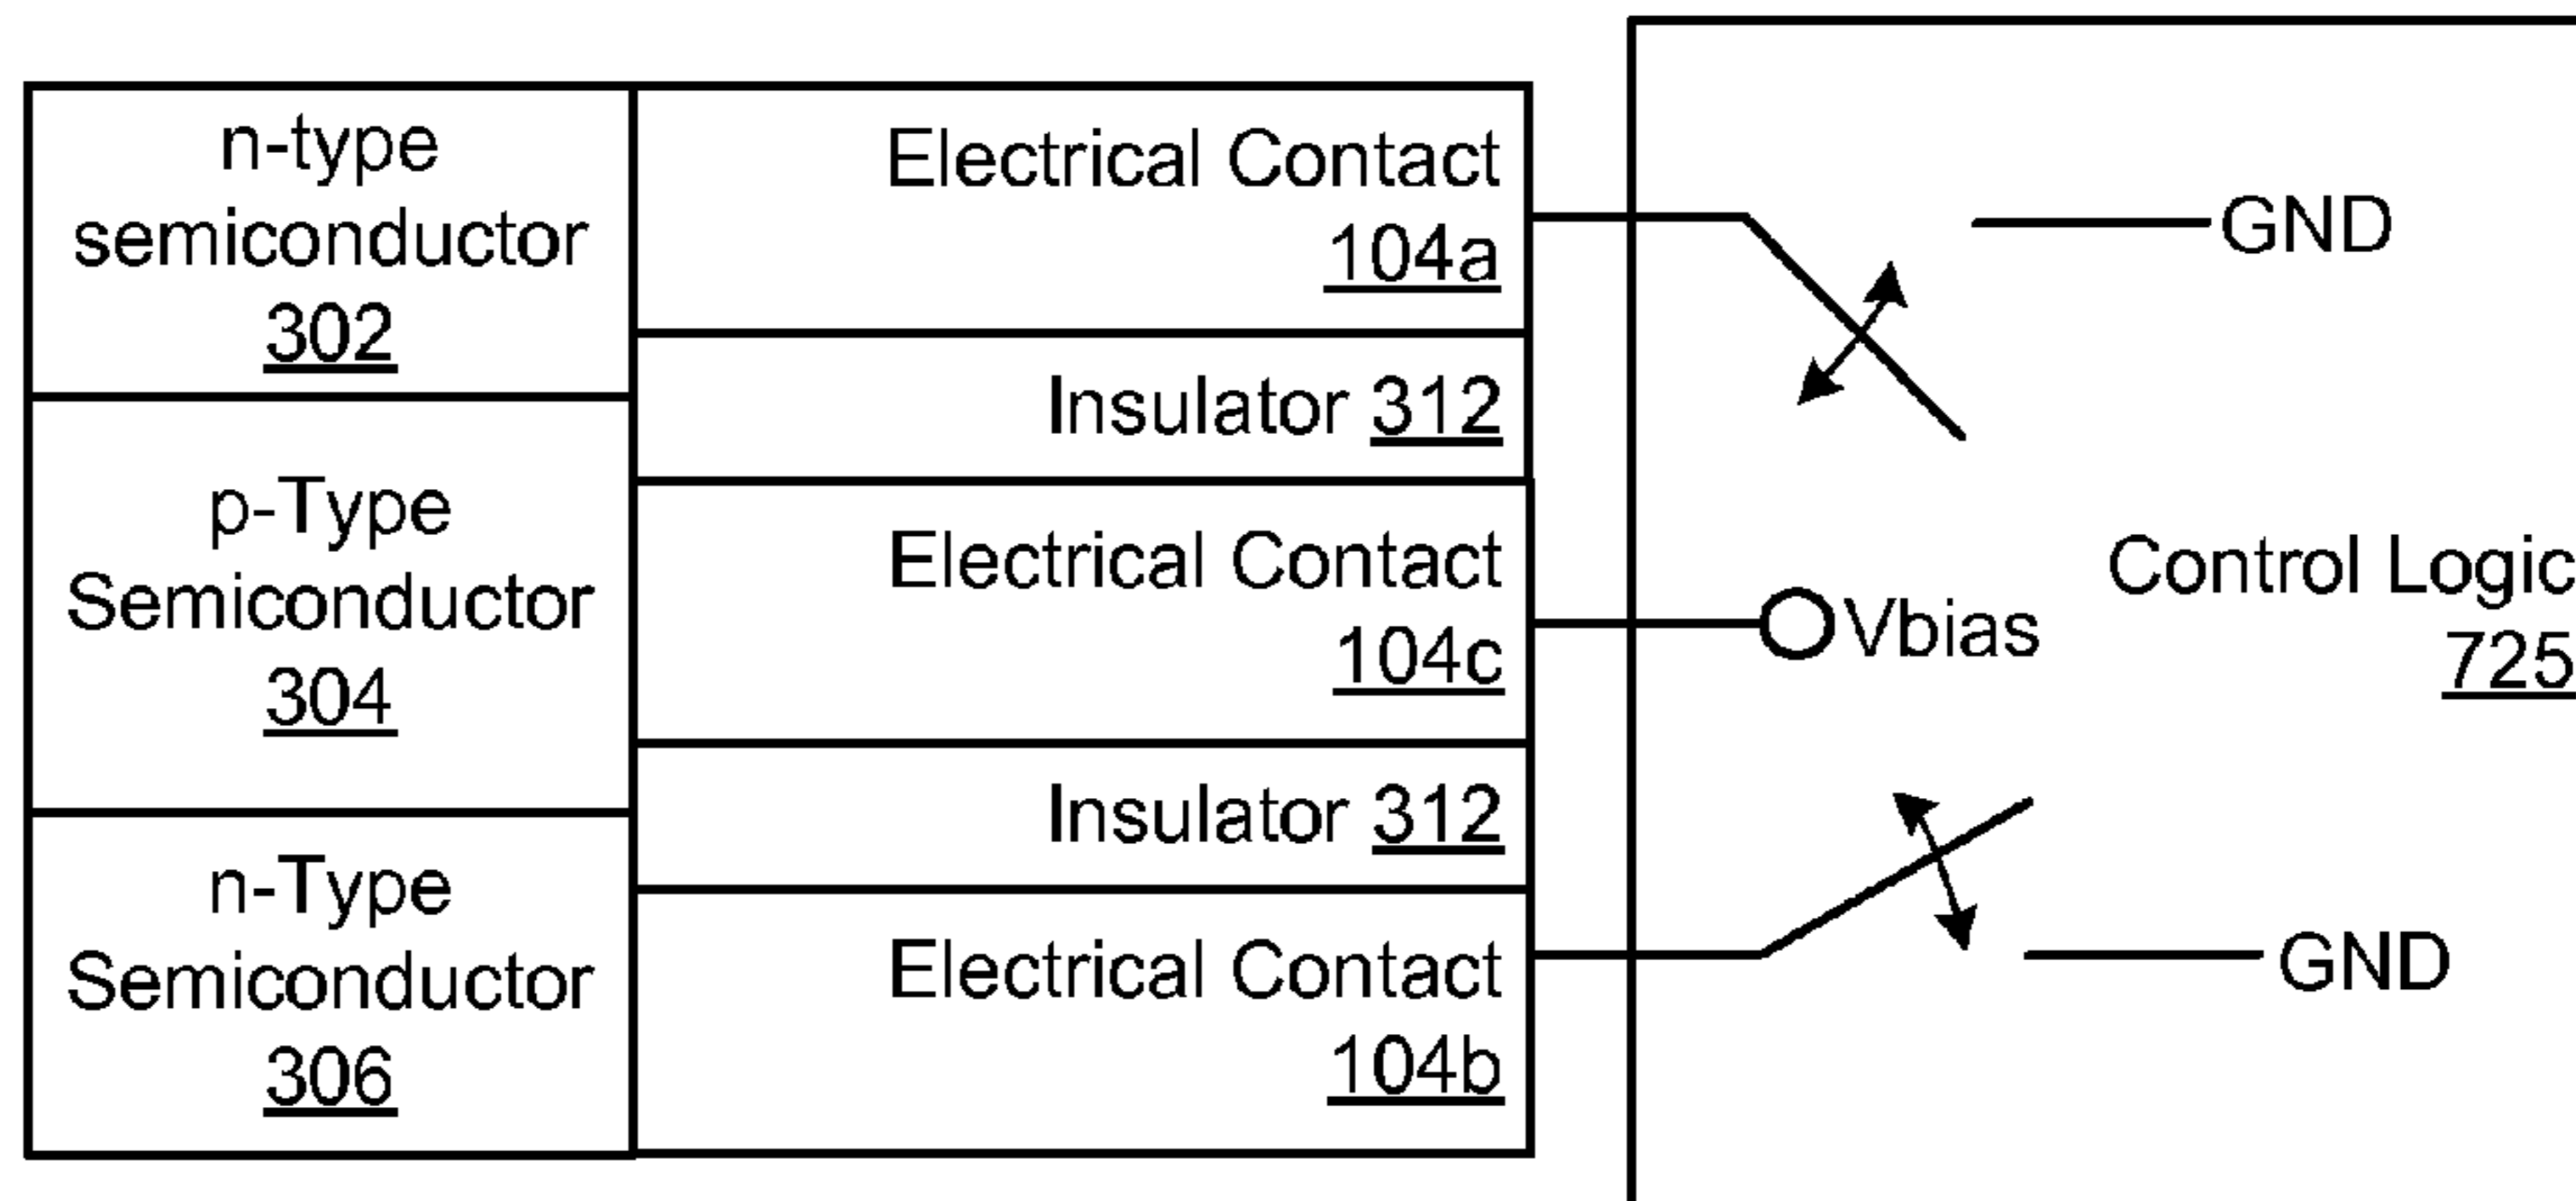 n-type
semiconductor
302
p-Type
Semiconductor
304
n-Type
Semiconductor
306
Electrical Contact
104a
Insulator 312
Electrical Contact
104c
Insulator 312
Electrical Contact
104b
GND
Vbias
Control Logic
725
GND